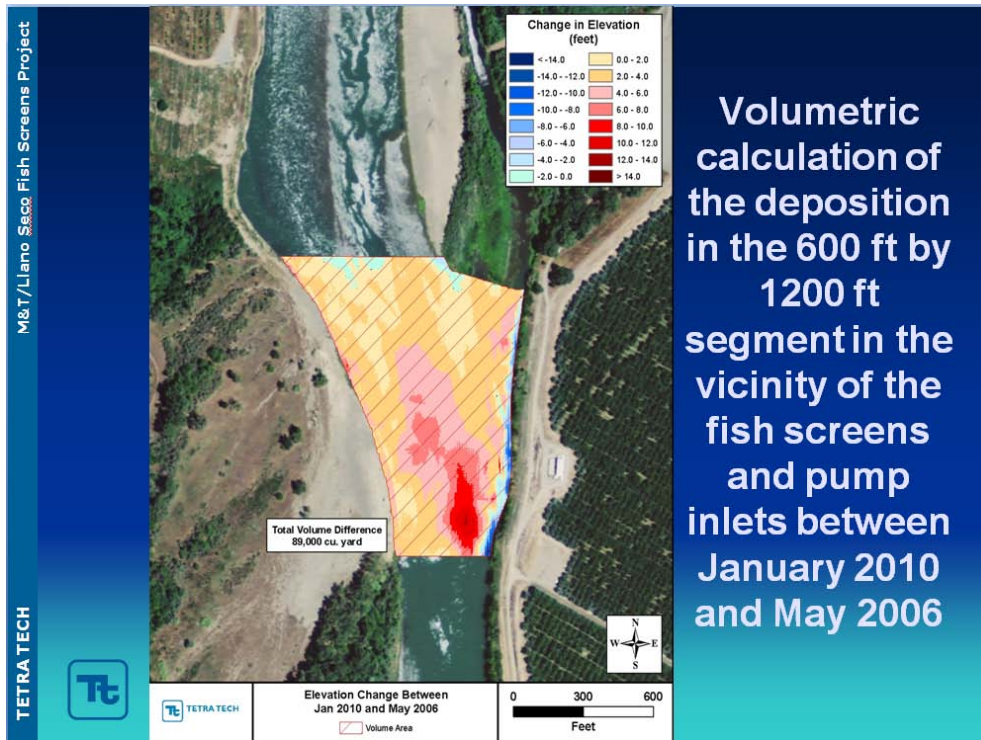 M&T/Llano Seco Fish Screens Project
TETRA TECH
Tt
Change in Elevation
(feet)
< -14.0
-14.0 - -12.0
-12.0 - -10.0
-10.0 - -8.0
-8.0 - -6.0
-6.0 - -4.0
-4.0 - -2.0
-2.0 - 0.0
0.0 - 2.0
2.0 - 4.0
4.0 - 6.0
6.0 - 8.0
8.0 - 10.0
10.0 - 12.0
12.0 - 14.0
> 14.0
Total Volume Difference
89,000 cu. yard
N
W E
S
Tt TETRA TECH
Elevation Change Between
Jan 2010 and May 2006
Volume Area
0 300 600
Feet
Volumetric
calculation of
the deposition
in the 600 ft by
1200 ft
segment in the
vicinity of the
fish screens
and pump
inlets between
January 2010
and May 2006